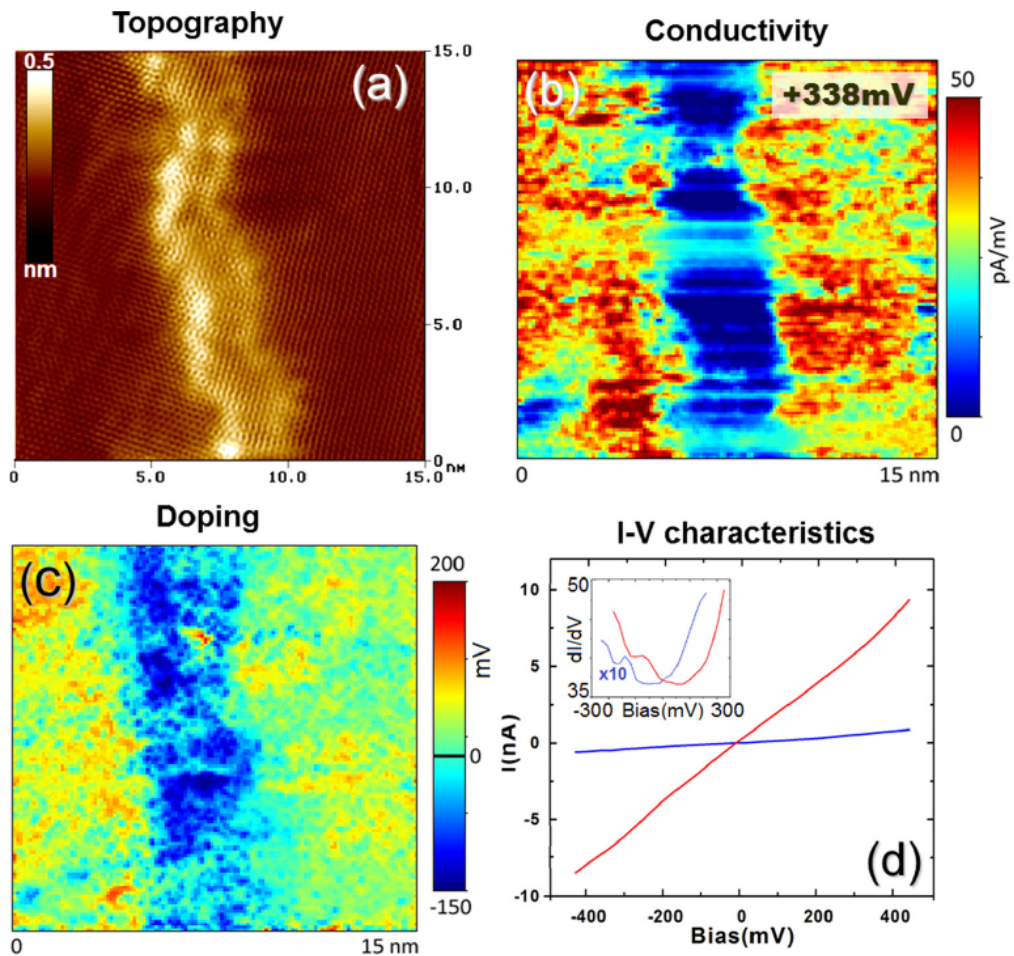 Topography
0.5
nm
(a)
15.0
10.0
5.0
0 nM
0
5.0
10.0
15.0
Conductivity
(b)
+338mV
50
pA/mV
0
0
15 nm
Doping
(c)
200
mV
0
-150
0
15 nm
I-V characteristics
10
5
0
-5
-10
I(nA)
50
dI/dV
x10
35
-300 Bias(mV) 300
-400
-200
0
200
400
Bias(mV)
(d)